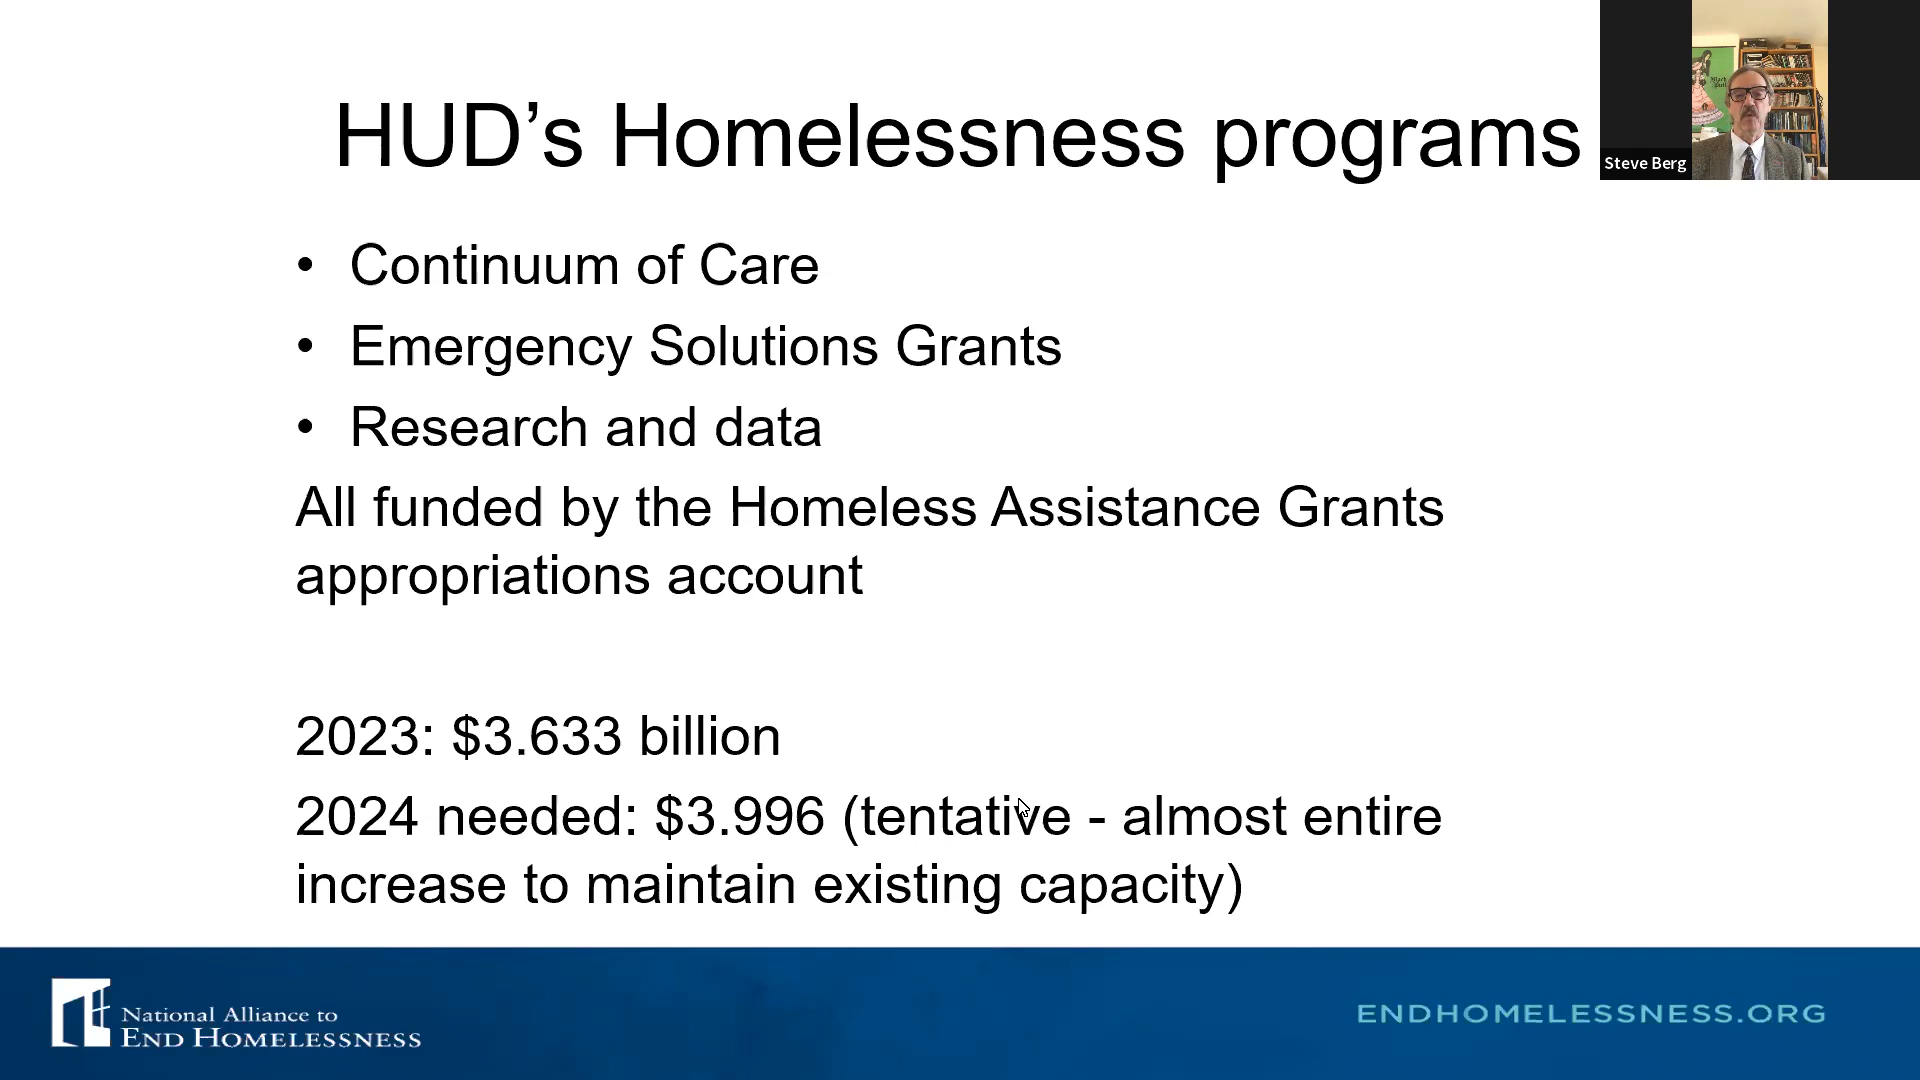 HUD’s Homelessness programs
Steve Berg
• Continuum of Care
• Emergency Solutions Grants
• Research and data
All funded by the Homeless Assistance Grants
appropriations account
2023: $3.633 billion
2024 needed: $3.996 (tentative - almost entire
increase to maintain existing capacity)
National Alliance to
END HOMELESSNESS
ENDHOMELESSNESS.ORG